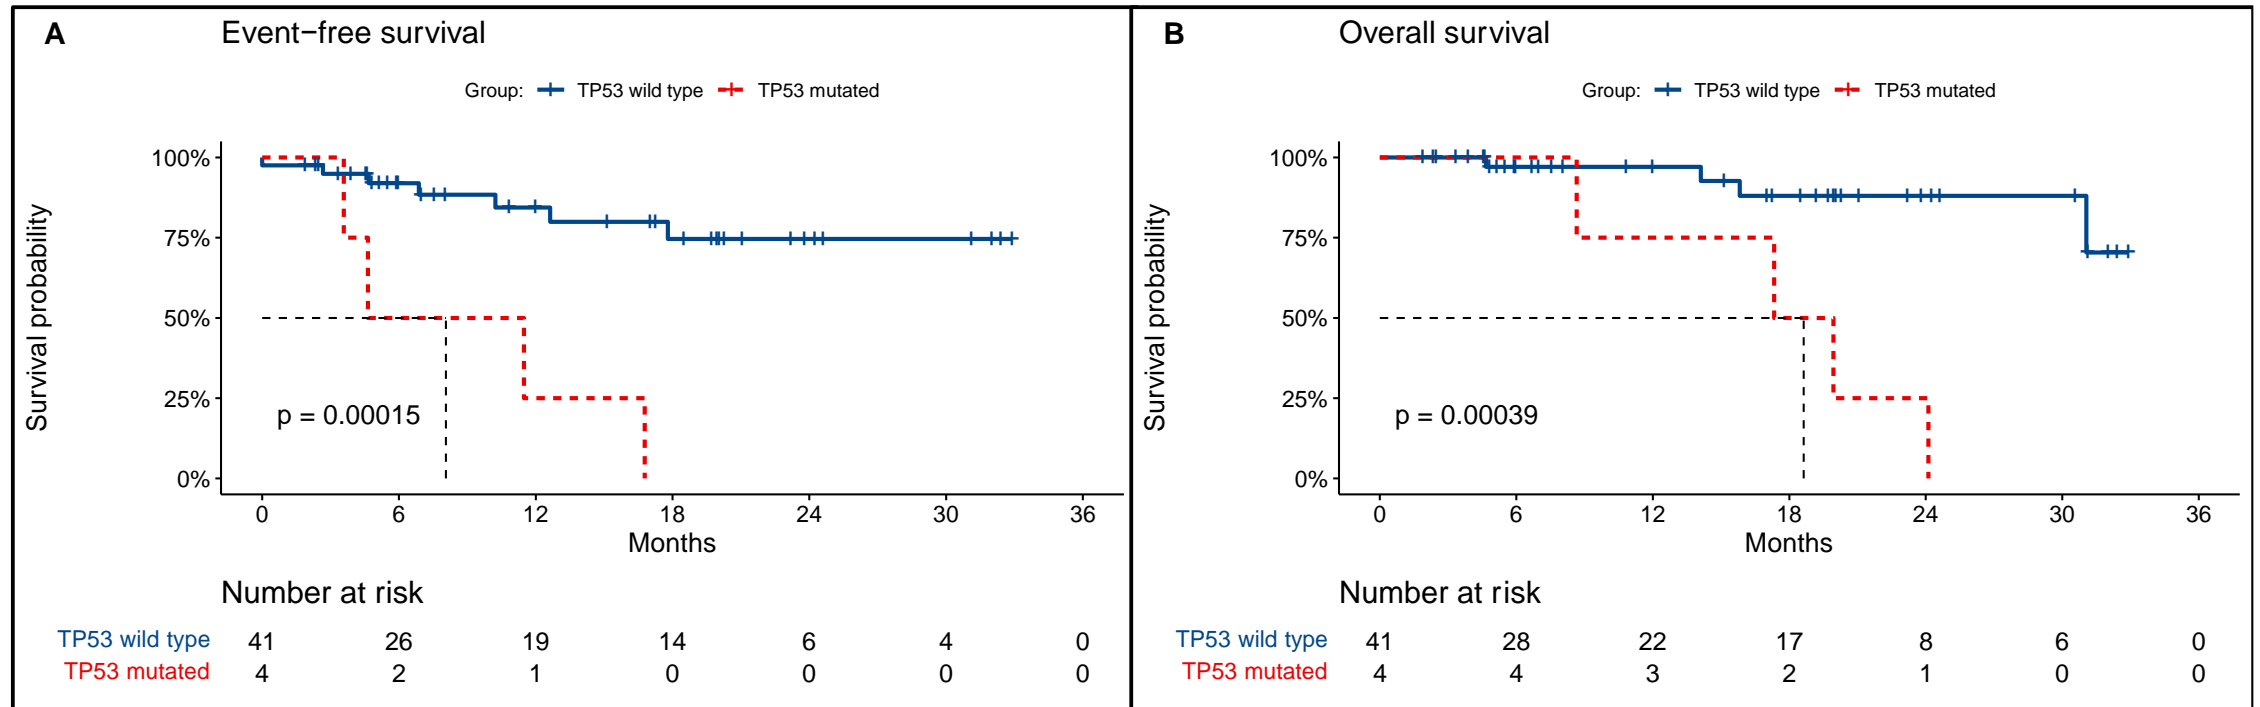 A Event−free survival
Group: TP53 wild type TP53 mutated
100%
75%
50%
25%
0%
Survival probability
p = 0.00015
0 6 12 18 24 30 36
Months
Number at risk
TP53 wild type 41 26 19 14 6 4 0
TP53 mutated 4 2 1 0 0 0 0
B Overall survival
Group: TP53 wild type TP53 mutated
100%
75%
50%
25%
0%
Survival probability
p = 0.00039
0 6 12 18 24 30 36
Months
Number at risk
TP53 wild type 41 28 22 17 8 6 0
TP53 mutated 4 4 3 2 1 0 0